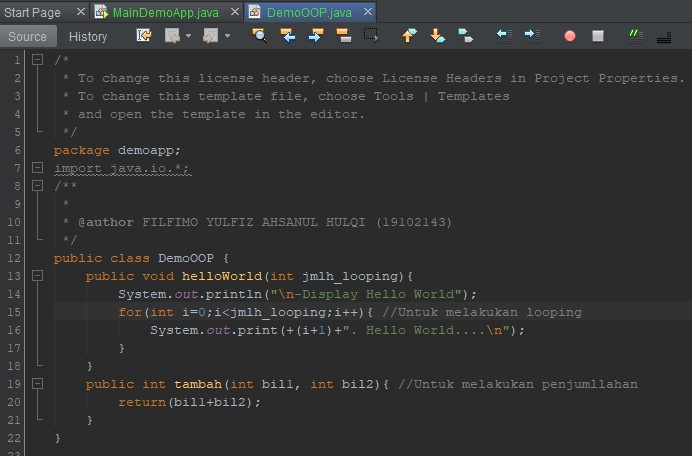 Start Page MainDemoApp.java DemoOOP.java
Source History
1 /*
2 * To change this license header, choose License Headers in Project Properties.
3 * To change this template file, choose Tools | Templates
4 * and open the template in the editor.
5 */
6 package demoapp;
7 import java.io.*;
8 /**
9 *
10 * @author FILFIMO YULFIZ AHSANUL HULQI (19102143)
11 */
12 public class DemoOOP {
13 public void helloWorld(int jmlh_looping){
14 System.out.println("\n-Display Hello World");
15 for(int i=0;i<jmlh_looping;i++){ //Untuk melakukan looping
16 System.out.print(+(i+1)+". Hello World....\n");
17 }
18 }
19 public int tambah(int bil1, int bil2){ //Untuk melakukan penjumllahan
20 return(bil1+bil2);
21 }
22 }
23